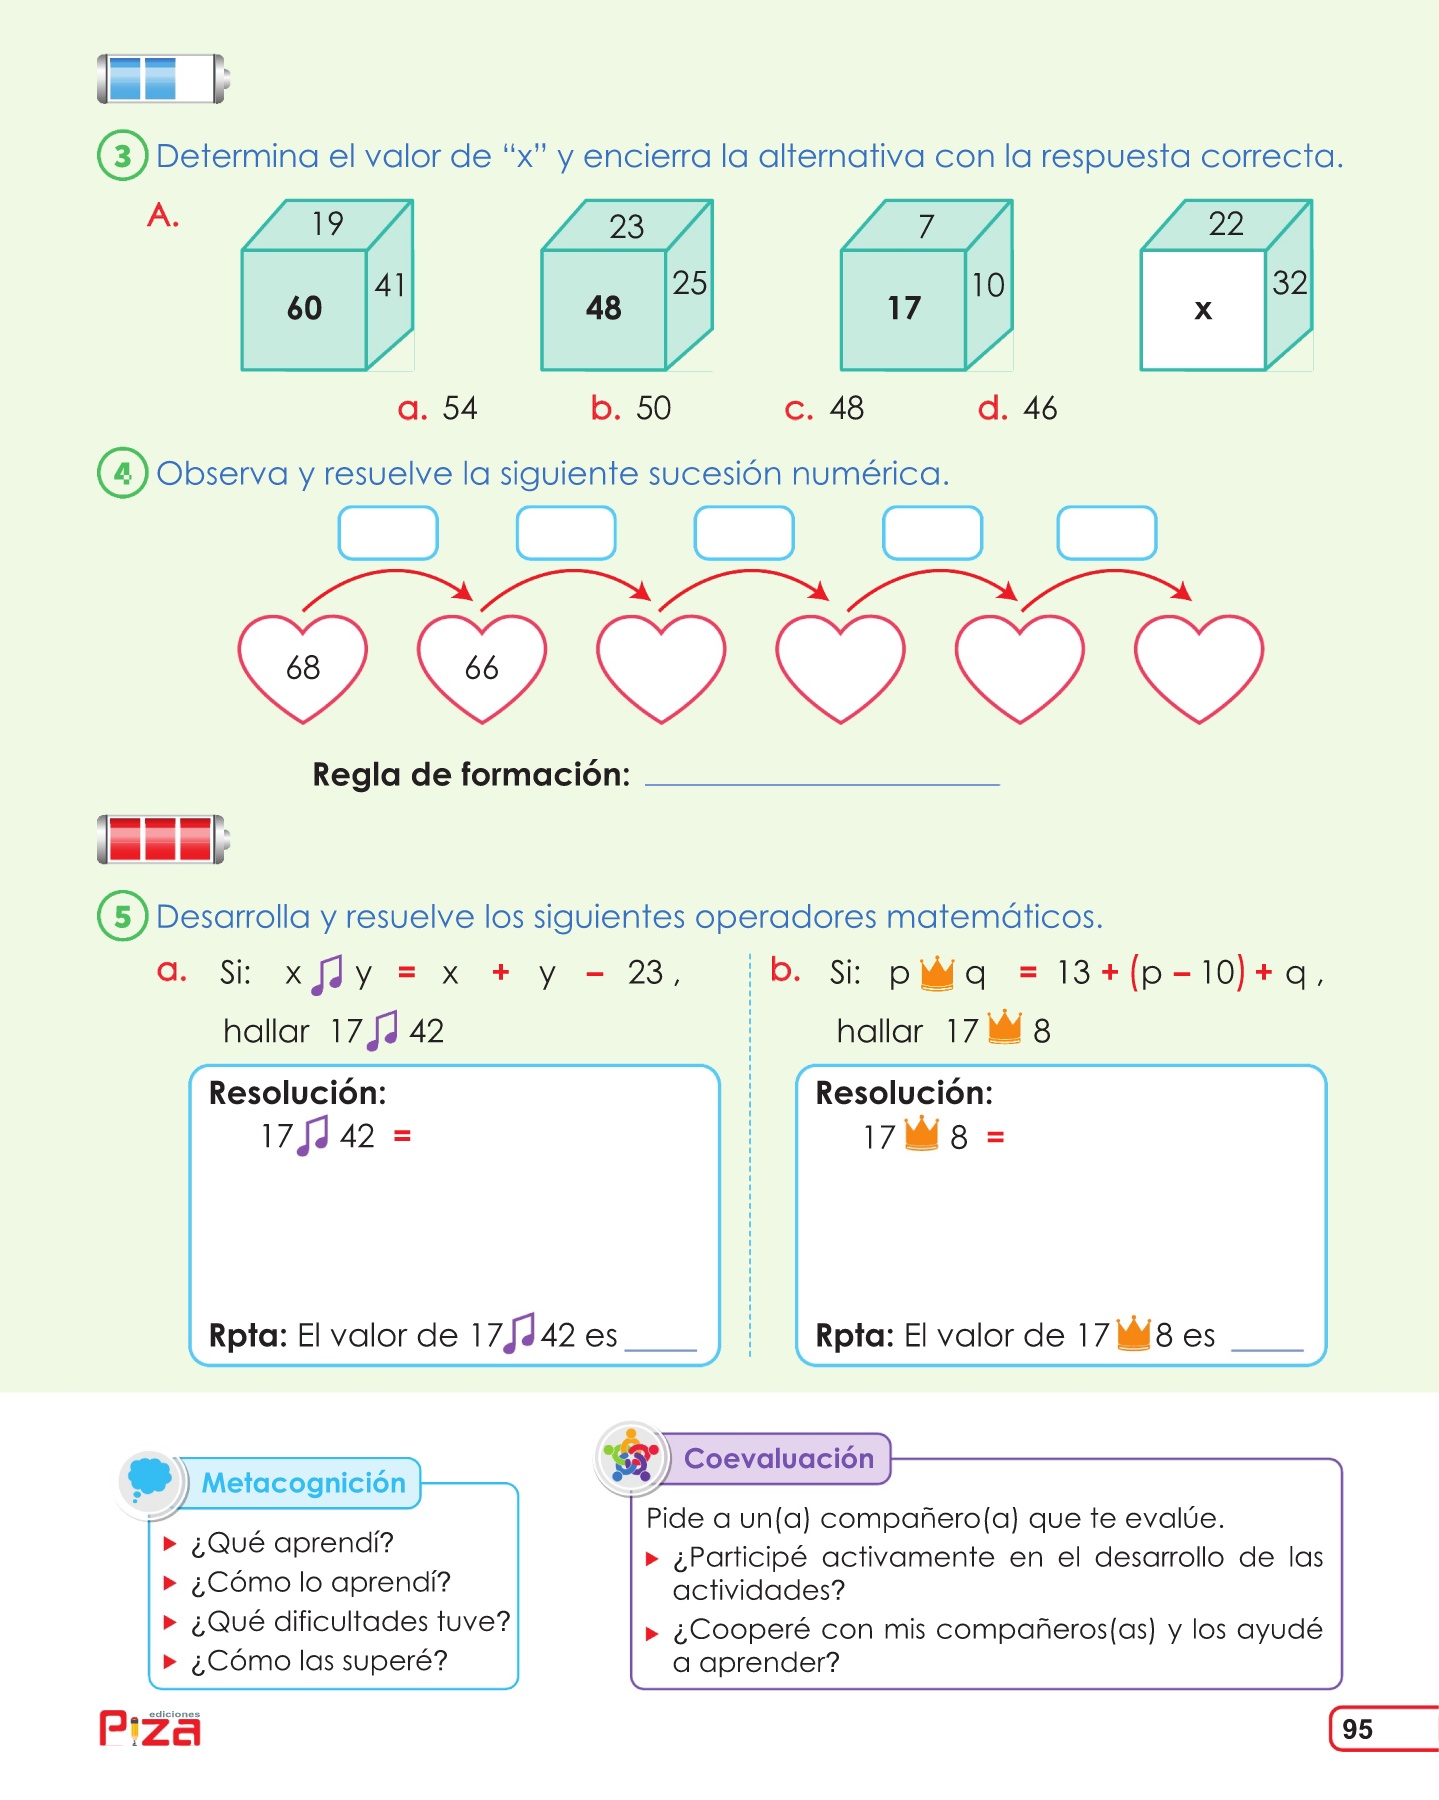 3 Determina el valor de “x” y encierra la alternativa con la respuesta correcta.
A.
19 23 7 22
60 41 48 25 17 10 x 32
a. 54 b. 50 c. 48 d. 46
4 Observa y resuelve la siguiente sucesión numérica.
68 66
Regla de formación:
5 Desarrolla y resuelve los siguientes operadores matemáticos.
a. Si: x y = x + y – 23 ,
hallar 17 42
Resolución:
17 42 =
Rpta: El valor de 17 42 es
b. Si: p q = 13 + (p – 10) + q ,
hallar 17 8
Resolución:
17 8 =
Rpta: El valor de 17 8 es
Metacognición
¿Qué aprendí?
¿Cómo lo aprendí?
¿Qué dificultades tuve?
¿Cómo las superé?
Coevaluación
Pide a un(a) compañero(a) que te evalúe.
¿Participé activamente en el desarrollo de las
actividades?
¿Cooperé con mis compañeros(as) y los ayudé
a aprender?
ediciones
Piza
95